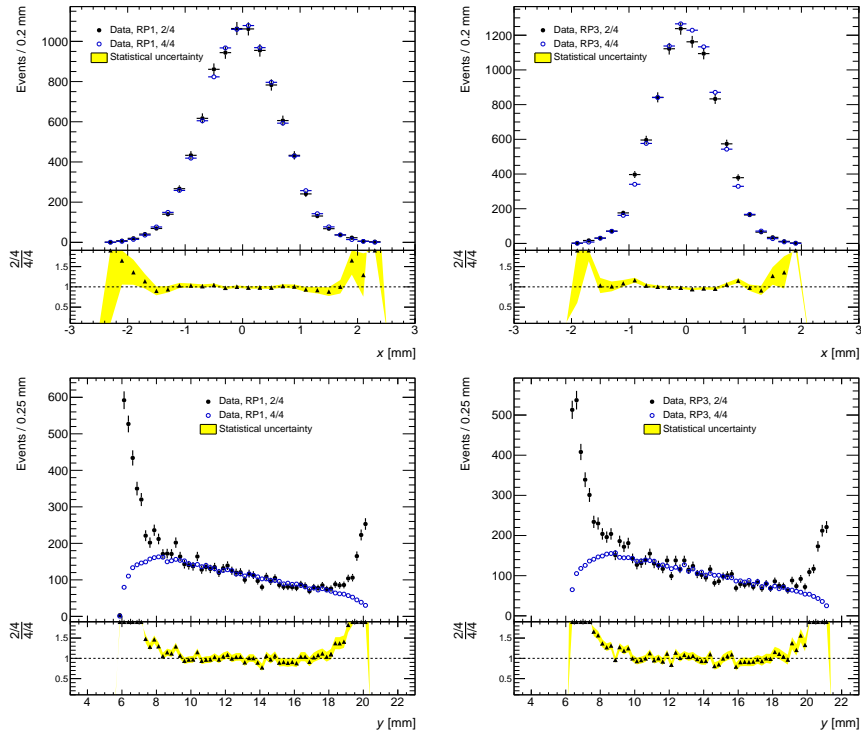 Events / 0.2 mm
Data, RP1, 2/4
Data, RP1, 4/4
Statistical uncertainty
1000
800
600
400
200
0
2/4
4/4
1.5
1
0.5
−3 −2 −1 0 1 2 3
x [mm]
Events / 0.2 mm
Data, RP3, 2/4
Data, RP3, 4/4
Statistical uncertainty
1200
1000
800
600
400
200
0
2/4
4/4
1.5
1
0.5
−3 −2 −1 0 1 2 3
x [mm]
Events / 0.25 mm
Data, RP1, 2/4
Data, RP1, 4/4
Statistical uncertainty
600
500
400
300
200
100
0
2/4
4/4
1.5
1
0.5
4 6 8 10 12 14 16 18 20 22
y [mm]
Events / 0.25 mm
Data, RP3, 2/4
Data, RP3, 4/4
Statistical uncertainty
500
400
300
200
100
0
2/4
4/4
1.5
1
0.5
4 6 8 10 12 14 16 18 20 22
y [mm]